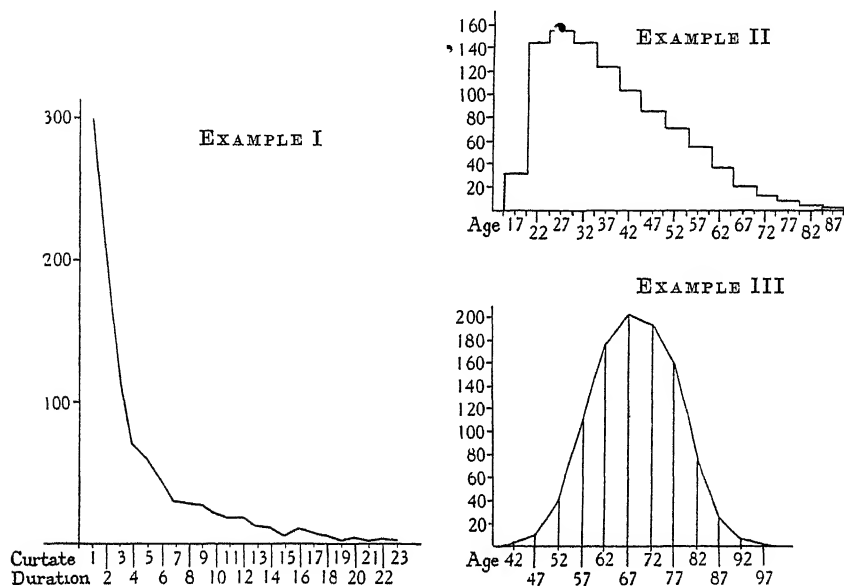 EXAMPLE I
300
200
100
Curtate 1 3 5 7 9 11 13 15 17 19 21 23
Duration 2 4 6 8 10 12 14 16 18 20 22
EXAMPLE II
160
140
120
100
80
60
40
20
Age 17 27 37 47 57 67 77 87
22 32 42 52 62 72 82
EXAMPLE III
200
180
160
140
120
100
80
60
40
20
Age 42 52 62 72 82 92
47 57 67 77 87 97